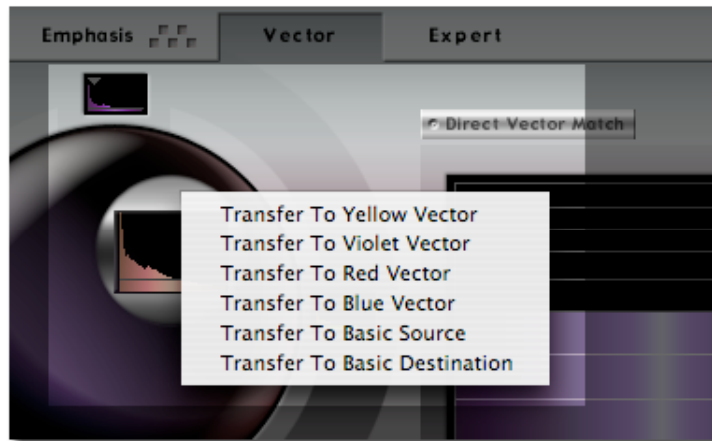 Emphasis
Vector
Expert
Direct Vector Match
Transfer To Yellow Vector
Transfer To Violet Vector
Transfer To Red Vector
Transfer To Blue Vector
Transfer To Basic Source
Transfer To Basic Destination